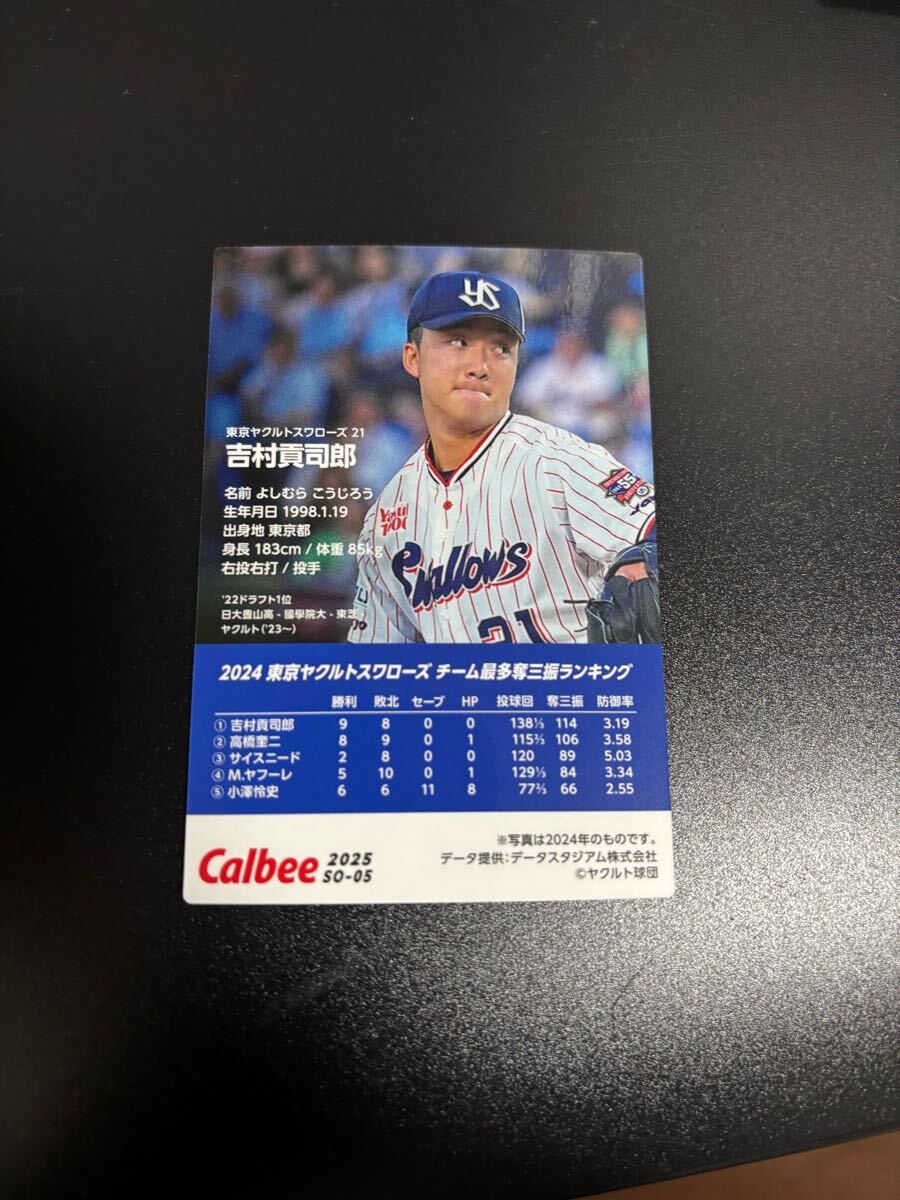 YS
東京ヤクルトスワローズ 21
吉村貢司郎
名前 よしむら こうじろう
生年月日 1998.1.19
出身地 東京都
身長 183cm / 体重 85kg
右投右打 / 投手
'22ドラフト1位
日大豊山高 - 國學院大 - 東芝 -
ヤクルト('23〜)
55
Swallows
21
2024 東京ヤクルトスワローズ チーム最多奪三振ランキング
勝利 敗北 セーブ HP 投球回 奪三振 防御率
① 吉村貢司郎 9 8 0 0 138⅓ 114 3.19
② 高橋奎二 8 9 0 1 115⅔ 106 3.58
③ サイスニード 2 8 0 0 120 89 5.03
④ M.ヤフーレ 5 10 0 1 129⅓ 84 3.34
⑤ 小澤怜史 6 6 11 8 77⅔ 66 2.55
※写真は2024年のものです。
データ提供:データスタジアム株式会社
©ヤクルト球団
Calbee 2025
SO-05